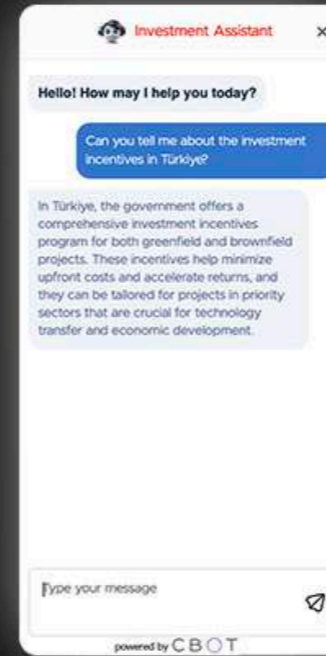 Investment Assistant
Hello! How may I help you today?
Can you tell me about the investment
incentives in Türkiye?
In Türkiye, the government offers a
comprehensive investment incentives
program for both greenfield and brownfield
projects. These incentives help minimize
upfront costs and accelerate returns, and
they can be tailored for projects in priority
sectors that are crucial for technology
transfer and economic development.
Type your message
powered by CBOT